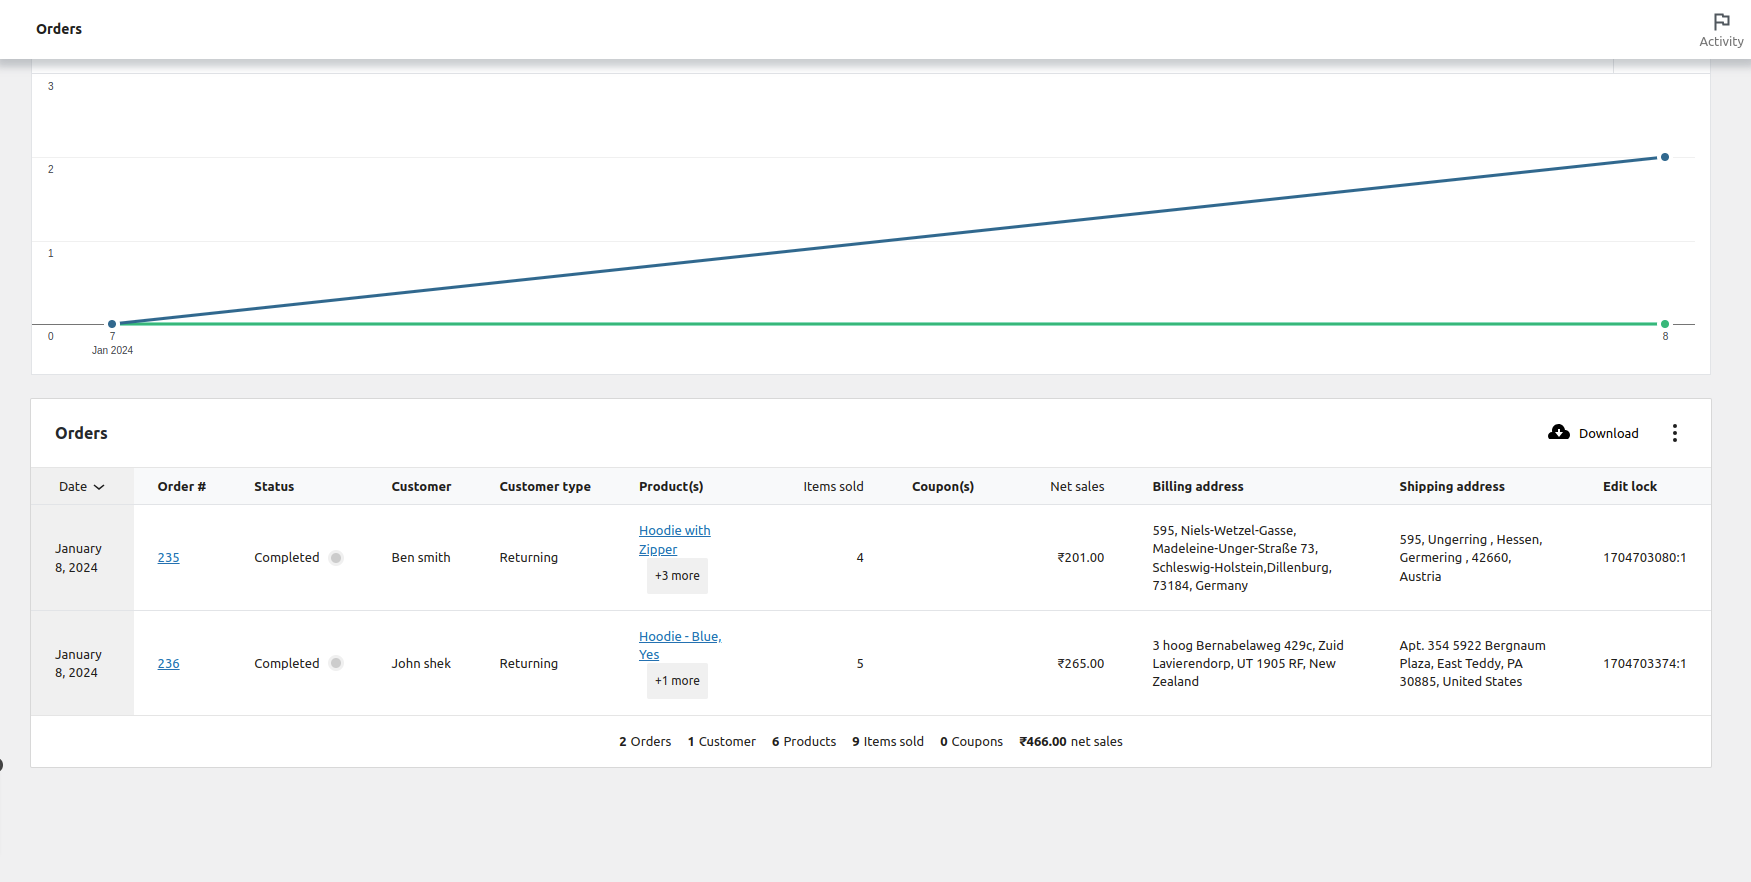 Orders
Activity
3
2
1
0
7
8
Jan 2024
Orders
Download
Date Order # Status Customer Customer type Product(s) Items sold Coupon(s) Net sales Billing address Shipping address Edit lock
January
8, 2024
235
Completed
Ben smith
Returning
Hoodie with
Zipper
+3 more
4
₹201.00
595, Niels-Wetzel-Gasse,
Madeleine-Unger-Straße 73,
Schleswig-Holstein,Dillenburg,
73184, Germany
595, Ungerring , Hessen,
Germering , 42660,
Austria
1704703080:1
January
8, 2024
236
Completed
John shek
Returning
Hoodie - Blue,
Yes
+1 more
5
₹265.00
3 hoog Bernabelaweg 429c, Zuid
Lavierendorp, UT 1905 RF, New
Zealand
Apt. 354 5922 Bergnaum
Plaza, East Teddy, PA
30885, United States
1704703374:1
2 Orders 1 Customer 6 Products 9 Items sold 0 Coupons ₹466.00 net sales